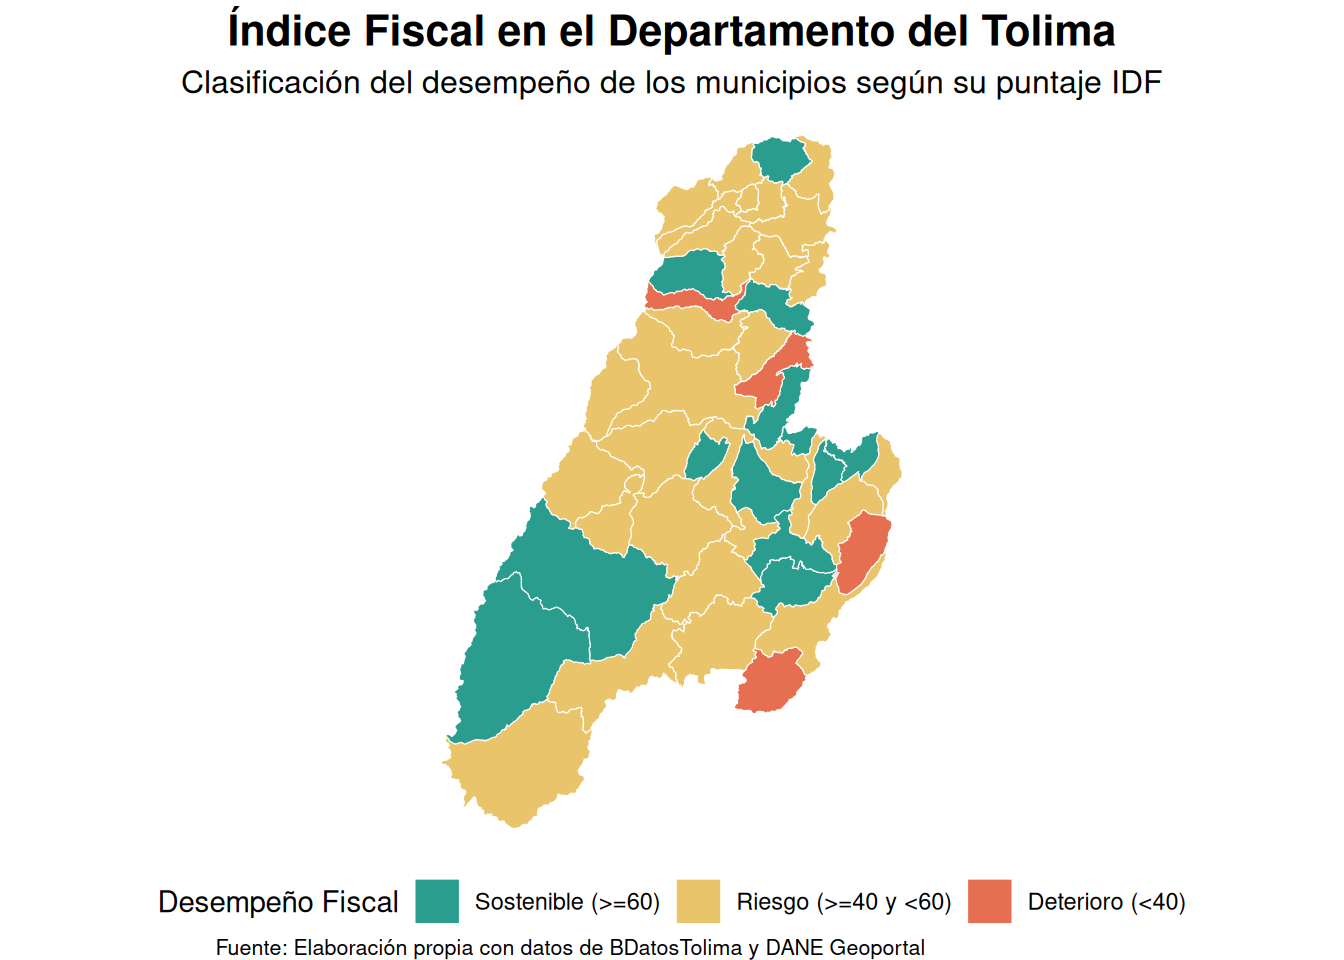 Índice Fiscal en el Departamento del Tolima
Clasificación del desempeño de los municipios según su puntaje IDF
Desempeño Fiscal Sostenible (>=60) Riesgo (>=40 y <60) Deterioro (<40)
Fuente: Elaboración propia con datos de BDatosTolima y DANE Geoportal